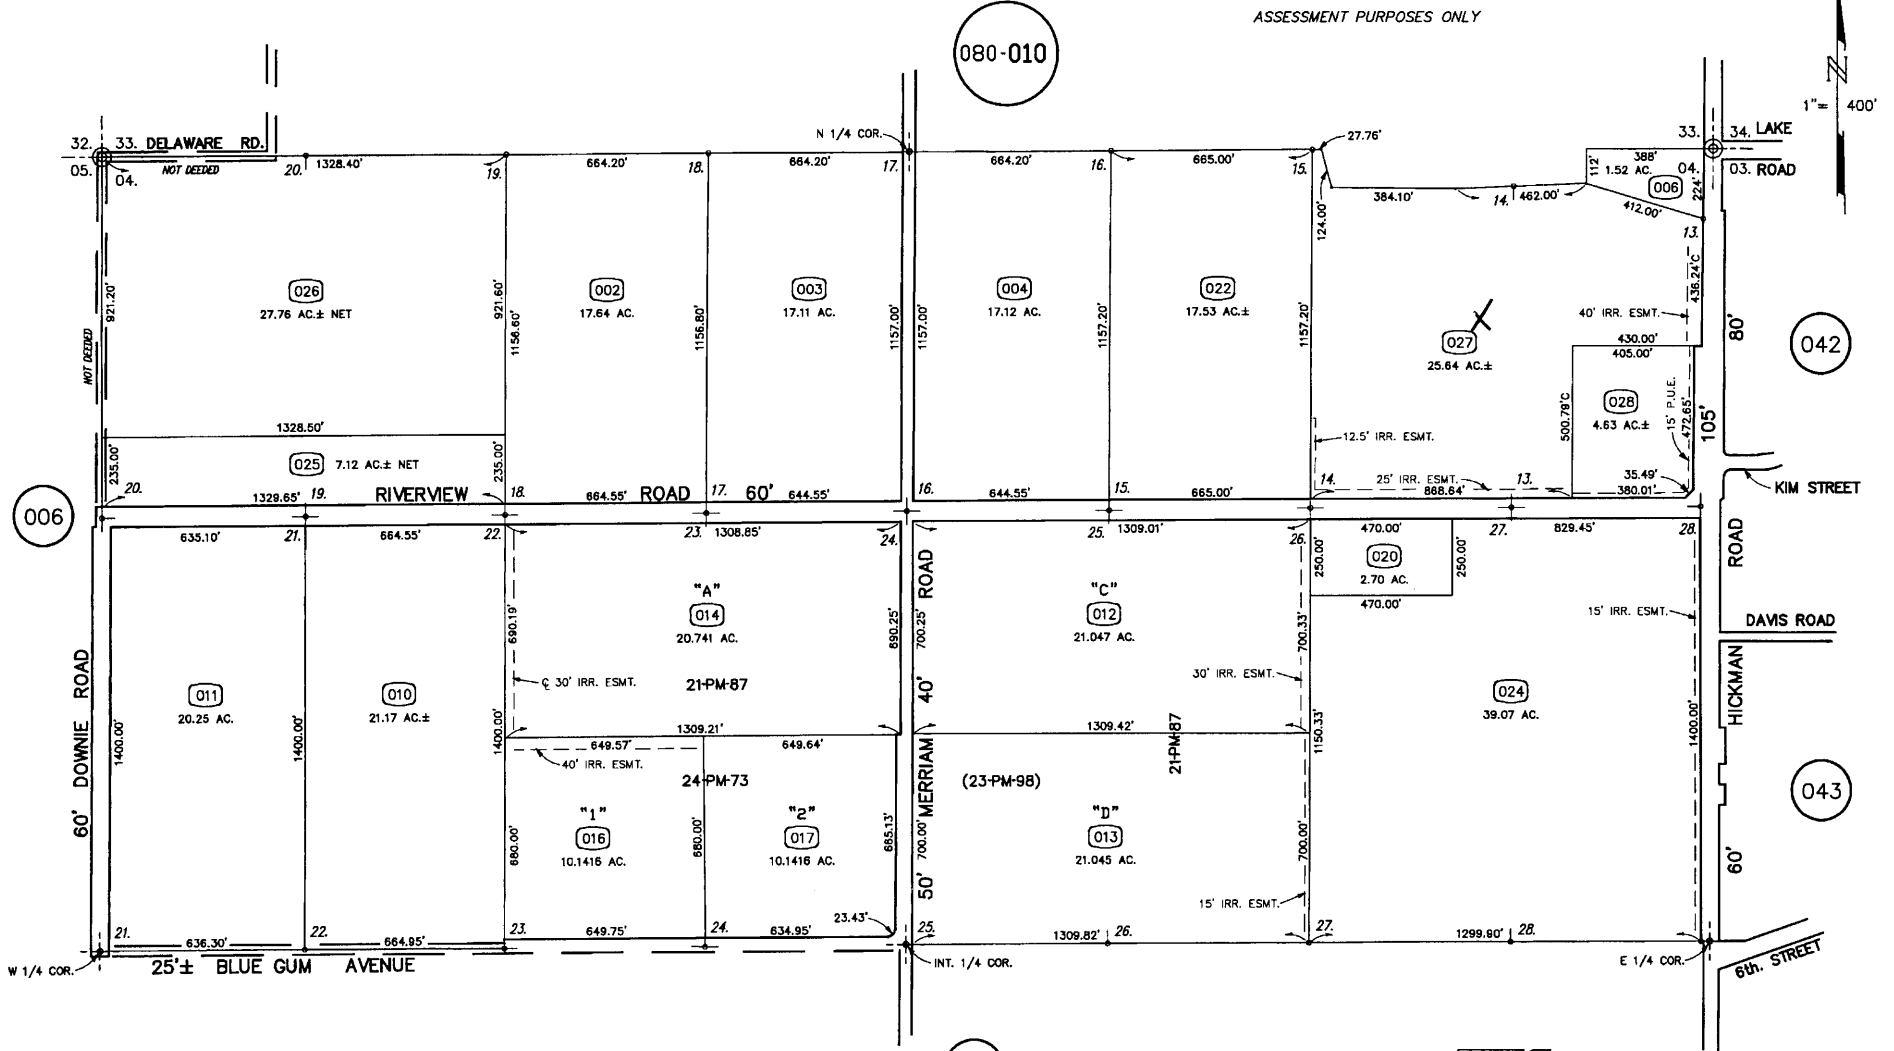 ASSESSMENT PURPOSES ONLY
080-010
N
1"= 400'
32. 33. DELAWARE RD.
05. 04.
NOT DEEDED
NOT DEEDED
N 1/4 COR.
27.76'
33. 34. LAKE
04. 03. ROAD
20. 1328.40' 19. 664.20' 18. 664.20' 17. 664.20' 16. 665.00' 15.
384.10' 14. 462.00'
124.00'
112'
388'
1.52 AC.
006
224'
412.00'
13.
921.20'
026
27.76 AC.± NET
921.60'
1156.60'
002
17.64 AC.
1156.80'
003
17.11 AC.
1157.00'
1157.00'
004
17.12 AC.
1157.20'
022
17.53 AC.±
1157.20'
X
027
25.64 AC.±
40' IRR. ESMT.
436.24'C
80'
042
430.00'
405.00'
500.79'C
028
4.63 AC.±
15' P.U.E.
472.65'
105'
1328.50'
235.00'
025 7.12 AC.± NET
235.00'
12.5' IRR. ESMT.
25' IRR. ESMT.
35.49'
KIM STREET
006
20. 1329.65' 19. RIVERVIEW 18. 664.55' ROAD 17. 60' 644.55' 16. 644.55' 15. 665.00' 14. 868.64' 13. 380.01'
635.10' 21. 664.55' 22. 23. 1308.85' 24. 25. 1309.01' 26. 470.00' 27. 829.45' 28.
250.00'
020
2.70 AC.
250.00'
470.00'
ROAD
15' IRR. ESMT.
DAVIS ROAD
690.19'
"A"
014
20.741 AC.
690.25'
700.25'
ROAD
"C"
012
21.047 AC.
700.33'
℄ 30' IRR. ESMT.
21-PM-87
40'
30' IRR. ESMT.
60' DOWNIE ROAD
1400.00'
011
20.25 AC.
1400.00'
010
21.17 AC.±
1400.00'
024
39.07 AC.
1400.00'
HICKMAN
1309.21'
649.57' 649.64'
40' IRR. ESMT.
24-PM-73
1309.42'
21-PM-87
1150.33'
MERRIAM
(23-PM-98)
043
"1"
016
10.1416 AC.
680.00'
680.00'
"2"
017
10.1416 AC.
685.13'
700.00'
50'
"D"
013
21.045 AC.
700.00'
15' IRR. ESMT.
60'
23.43'
21. 636.30' 22. 664.95' 23. 649.75' 24. 634.95' 25. 1309.82' 26. 27. 1299.90' 28.
W 1/4 COR.
25'± BLUE GUM AVENUE
INT. 1/4 COR.
E 1/4 COR.
6th. STREET